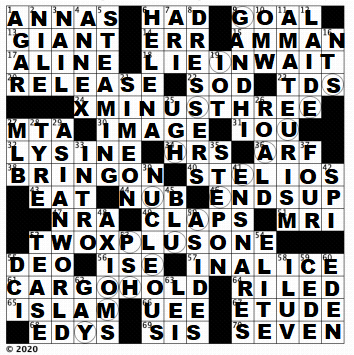 ANNAS HAD GOAL
GIANT ERR AMMAN
ALINE LIEINWAIT
RELEASE SOD TDS
XMINUSTHREE
MTA IMAGE IOU
LYSINE HRS ARF
BRINGON STELIOS
EAT NUB ENDSUP
NRA CLAPS MRI
TWOXPLUSONE
DEO ISE INALICE
CARGOHOLD RILED
ISLAM UEE ETUDE
EDYS SIS SEVEN
© 2020